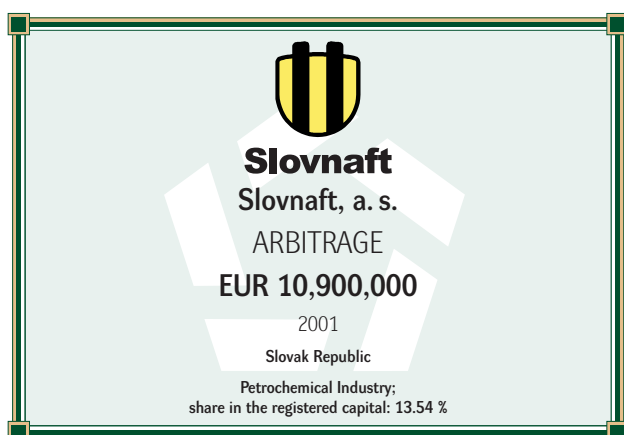 Slovnaft
Slovnaft, a. s.
ARBITRAGE
EUR 10,900,000
2001
Slovak Republic
Petrochemical Industry;
share in the registered capital: 13.54 %